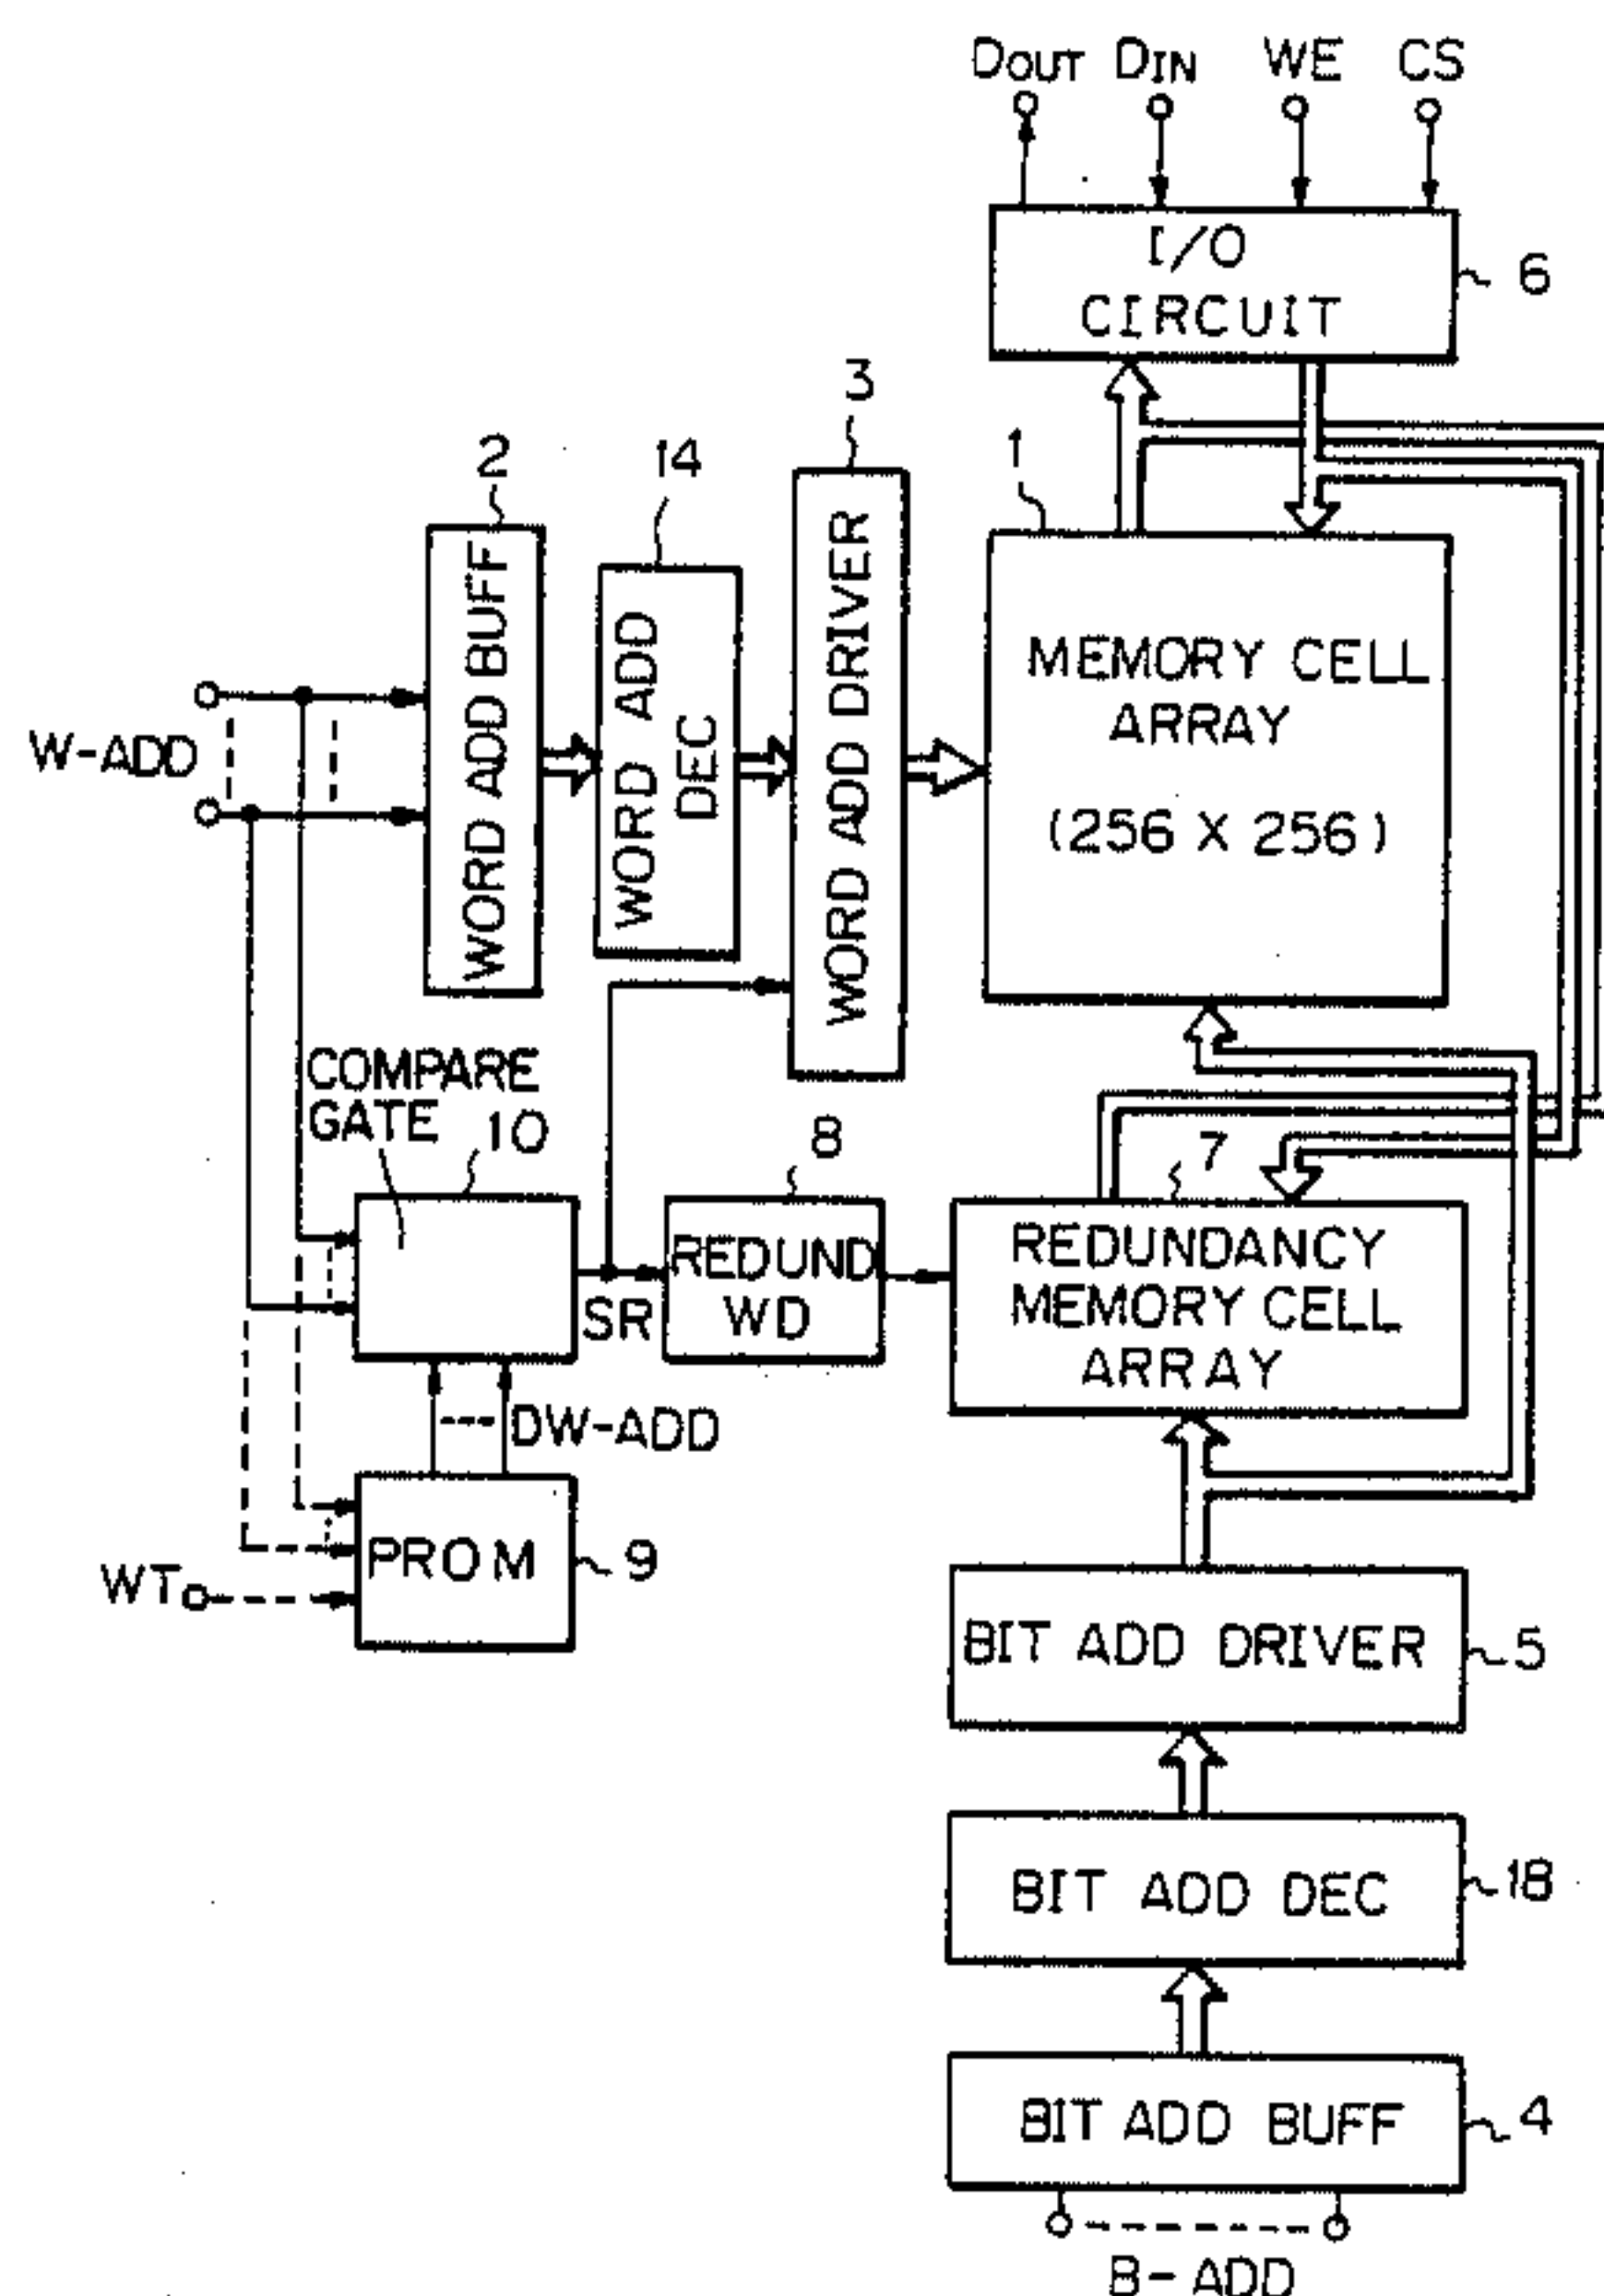 DOUT DIN WE CS
I/O
CIRCUIT
6
3
2
14
1
WORD ADD BUFF
WORD ADD
DEC
WORD ADD DRIVER
MEMORY CELL
ARRAY
(256 X 256)
W-ADD
COMPARE
GATE
10
8
7
REDUND
WD
SR
REDUNDANCY
MEMORY CELL
ARRAY
DW-ADD
PROM
9
WT
BIT ADD DRIVER
5
BIT ADD DEC
18
BIT ADD BUFF
4
B-ADD